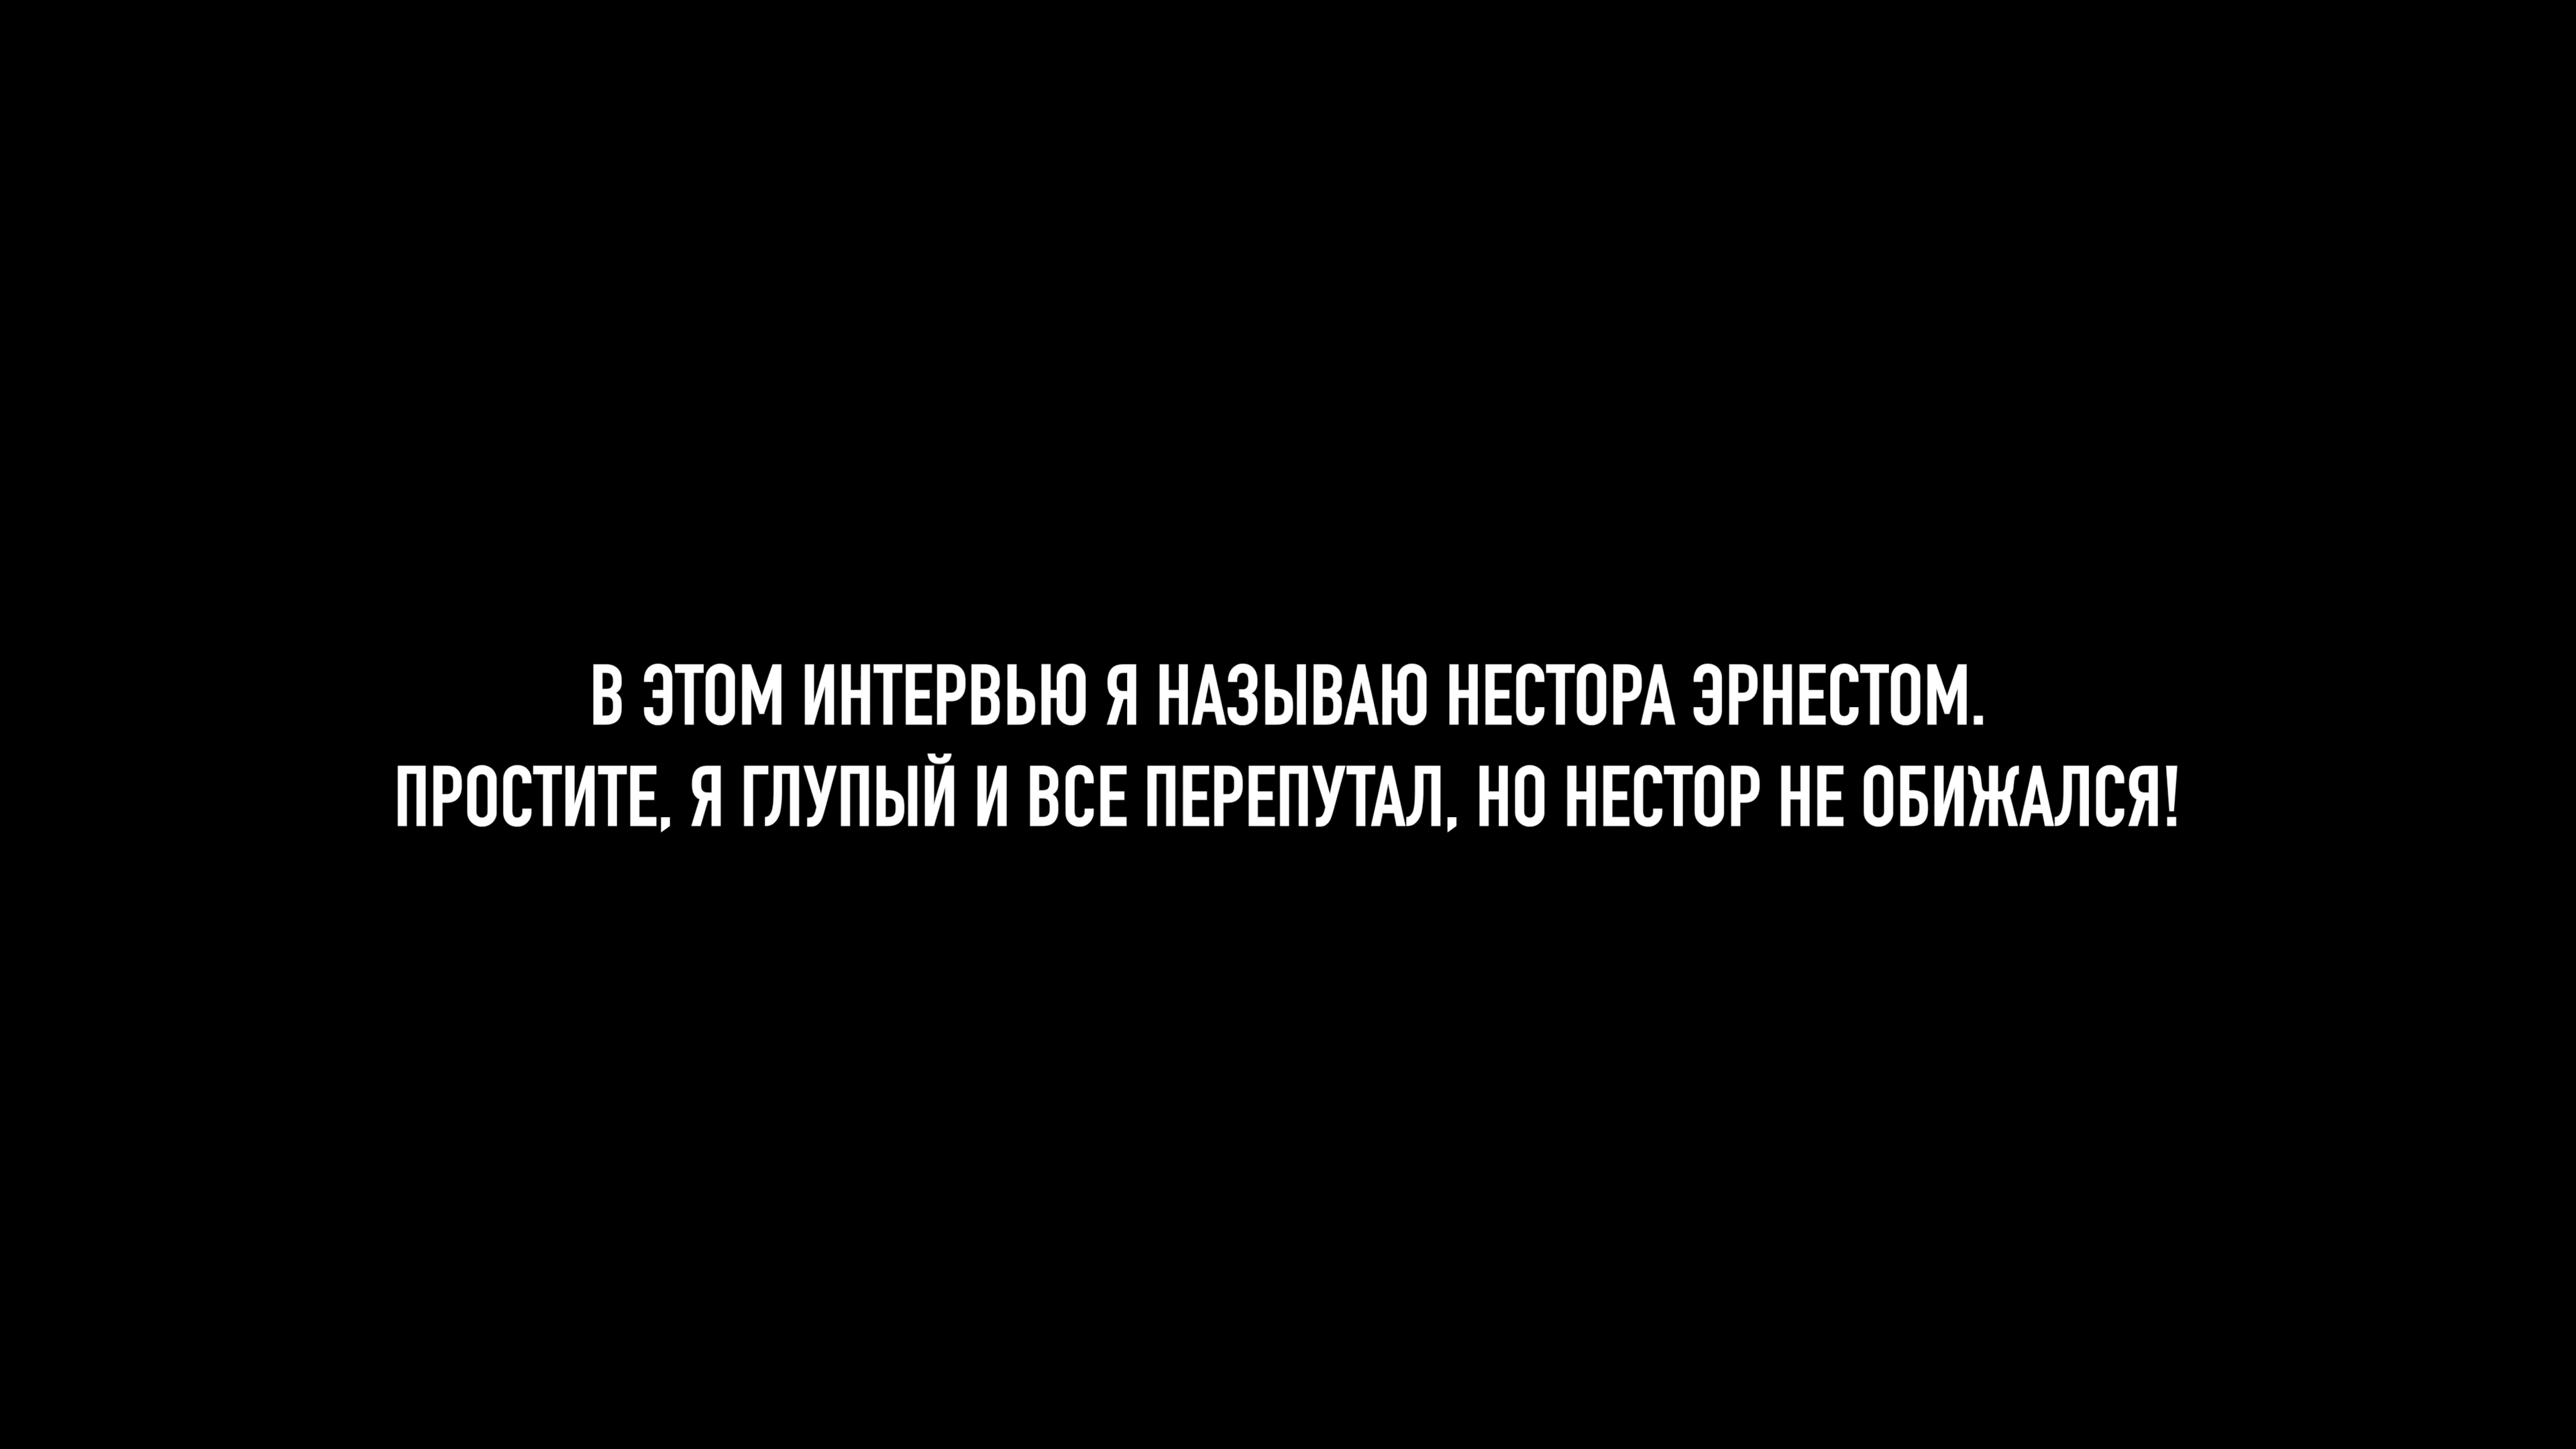 В ЭТОМ ИНТЕРВЬЮ Я НАЗЫВАЮ НЕСТОРА ЭРНЕСТОМ.
ПРОСТИТЕ, Я ГЛУПЫЙ И ВСЕ ПЕРЕПУТАЛ, НО НЕСТОР НЕ ОБИЖАЛСЯ!